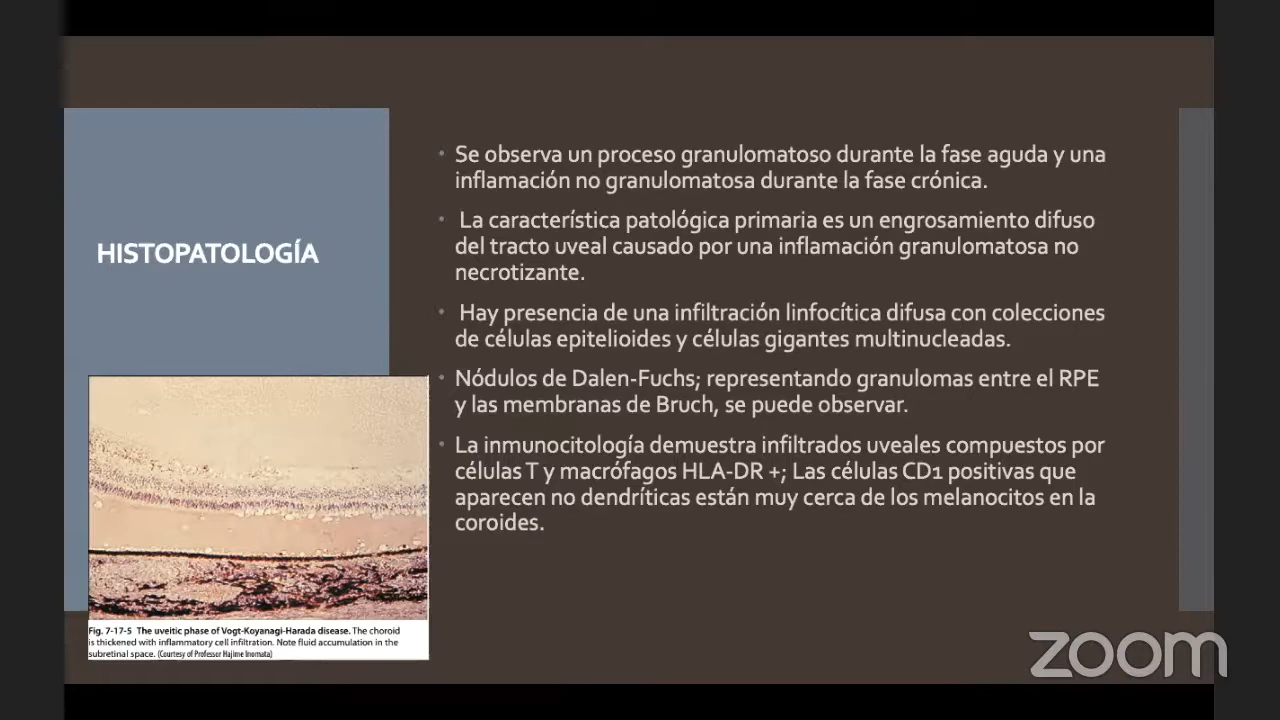 HISTOPATOLOGÍA
• Se observa un proceso granulomatoso durante la fase aguda y una
inflamación no granulomatosa durante la fase crónica.
• La característica patológica primaria es un engrosamiento difuso
del tracto uveal causado por una inflamación granulomatosa no
necrotizante.
• Hay presencia de una infiltración linfocítica difusa con colecciones
de células epitelioides y células gigantes multinucleadas.
• Nódulos de Dalen-Fuchs; representando granulomas entre el RPE
y las membranas de Bruch, se puede observar.
• La inmunocitología demuestra infiltrados uveales compuestos por
células T y macrófagos HLA-DR +; Las células CD1 positivas que
aparecen no dendríticas están muy cerca de los melanocitos en la
coroides.
Fig. 7-17-5 The uveitic phase of Vogt-Koyanagi-Harada disease. The choroid
is thickened with inflammatory cell infiltration. Note fluid accumulation in the
subretinal space. (Courtesy of Professor Hajime Inomata)
zoom